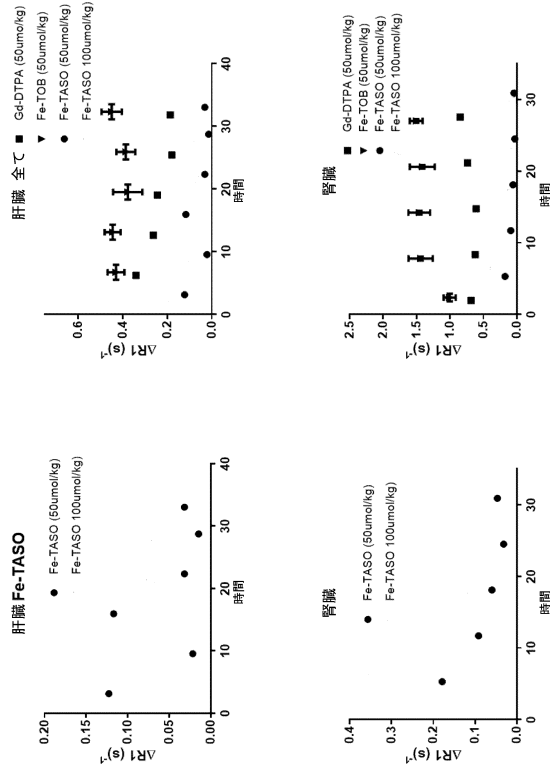 肝臓 Fe-TASO
Fe-TASO (50umol/kg)
Fe-TASO 100umol/kg)
ΔR1 (s⁻¹)
0.20
0.15
0.10
0.05
0.00
0 10 20 30 40
時間
肝臓 全て
Gd-DTPA (50umo/kg)
Fe-TOB (50umol/kg)
Fe-TASO (50umol/kg)
Fe-TASO 100umol/kg)
ΔR1 (s⁻¹)
0.6
0.4
0.2
0.0
0 10 20 30 40
時間
腎臓
Fe-TASO (50umol/kg)
Fe-TASO 100umol/kg)
ΔR1 (s⁻¹)
0.4
0.3
0.2
0.1
0.0
0 10 20 30
時間
腎臓
Gd-DTPA (50umol/kg)
Fe-TOB (50umol/kg)
Fe-TASO (50umol/kg)
Fe-TASO 100umol/kg)
ΔR1 (s⁻¹)
2.5
2.0
1.5
1.0
0.5
0.0
0 10 20 30
時間